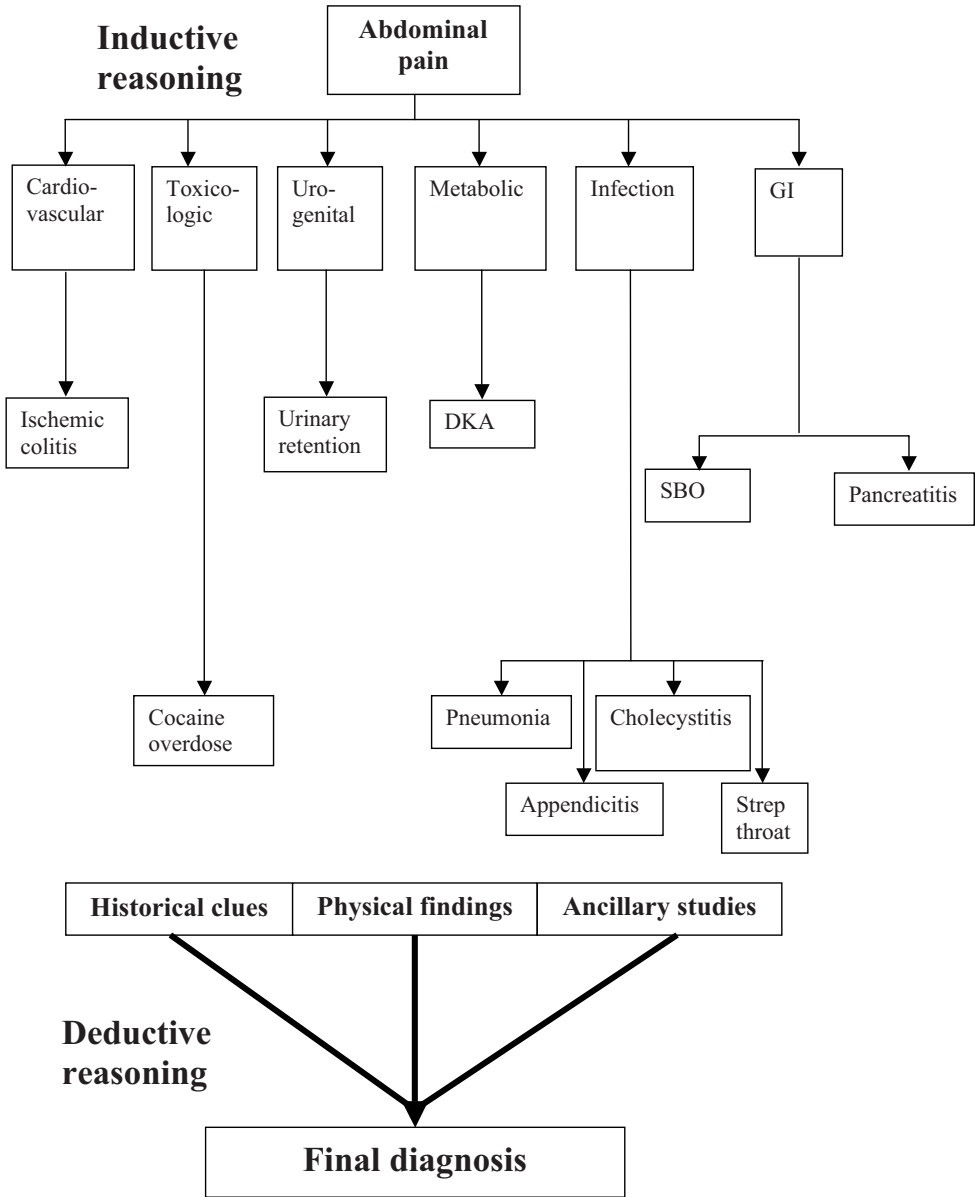 Inductive
reasoning
Abdominal
pain
Cardio-
vascular
Toxico-
logic
Uro-
genital
Metabolic
Infection
GI
Ischemic
colitis
Urinary
retention
DKA
SBO
Pancreatitis
Cocaine
overdose
Pneumonia
Cholecystitis
Appendicitis
Strep
throat
Historical clues
Physical findings
Ancillary studies
Deductive
reasoning
Final diagnosis